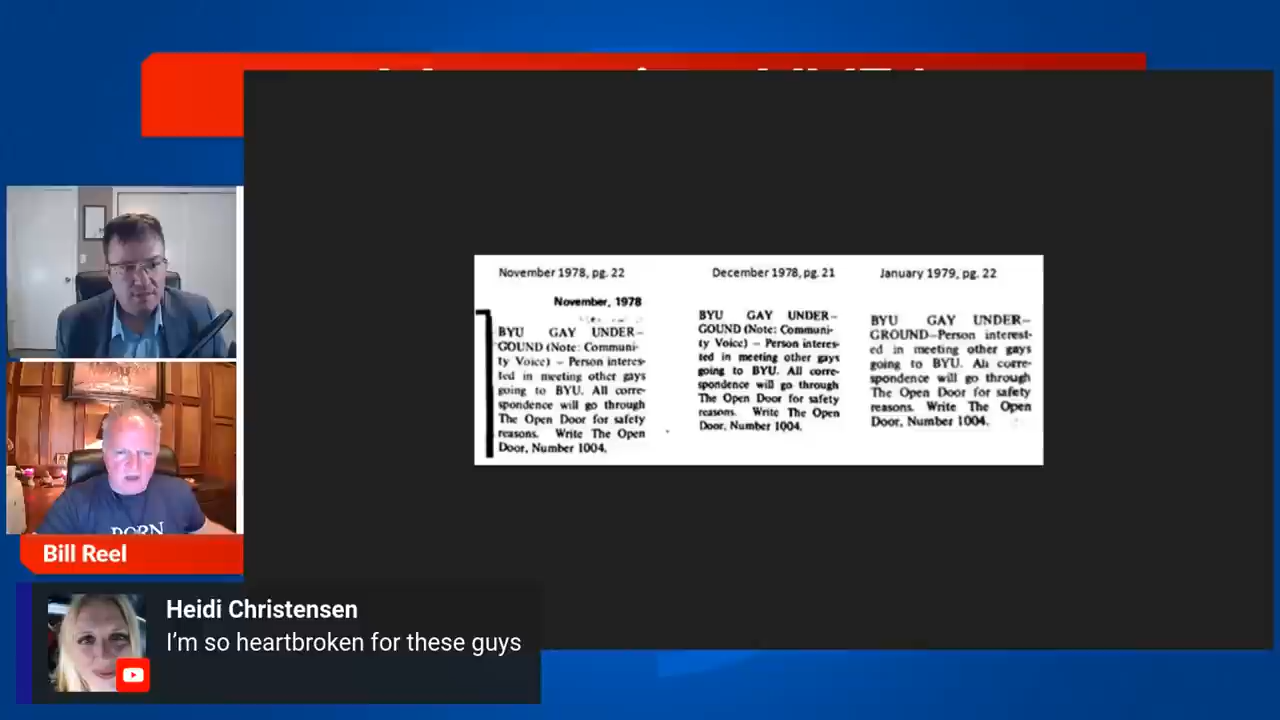 November 1978, pg. 22
November, 1978
BYU GAY UNDER–
GOUND (Note: Communi-
ty Voice) – Person interes-
ted in meeting other gays
going to BYU. All corre-
spondence will go through
The Open Door for safety
reasons. Write The Open
Door, Number 1004.
December 1978, pg. 21
BYU GAY UNDER–
GOUND (Note: Communi-
ty Voice) – Person interes-
ted in meeting other gays
going to BYU. All corre-
spondence will go through
The Open Door for safety
reasons. Write The Open
Door, Number 1004.
January 1979, pg. 22
BYU GAY UNDER–
GROUND–Person interest-
ed in meeting other gays
going to BYU. All corre-
spondence will go through
The Open Door for safety
reasons. Write The Open
Door, Number 1004.
Bill Reel
Heidi Christensen
I’m so heartbroken for these guys